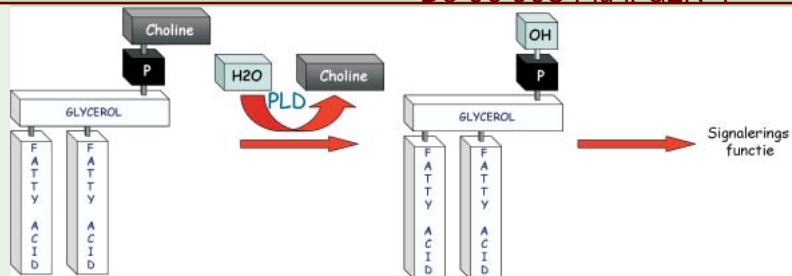 Choline
P
GLYCEROL
FATTY ACID
FATTY ACID
H2O
Choline
PLD
OH
P
GLYCEROL
FATTY ACID
FATTY ACID
Signalerings
functie